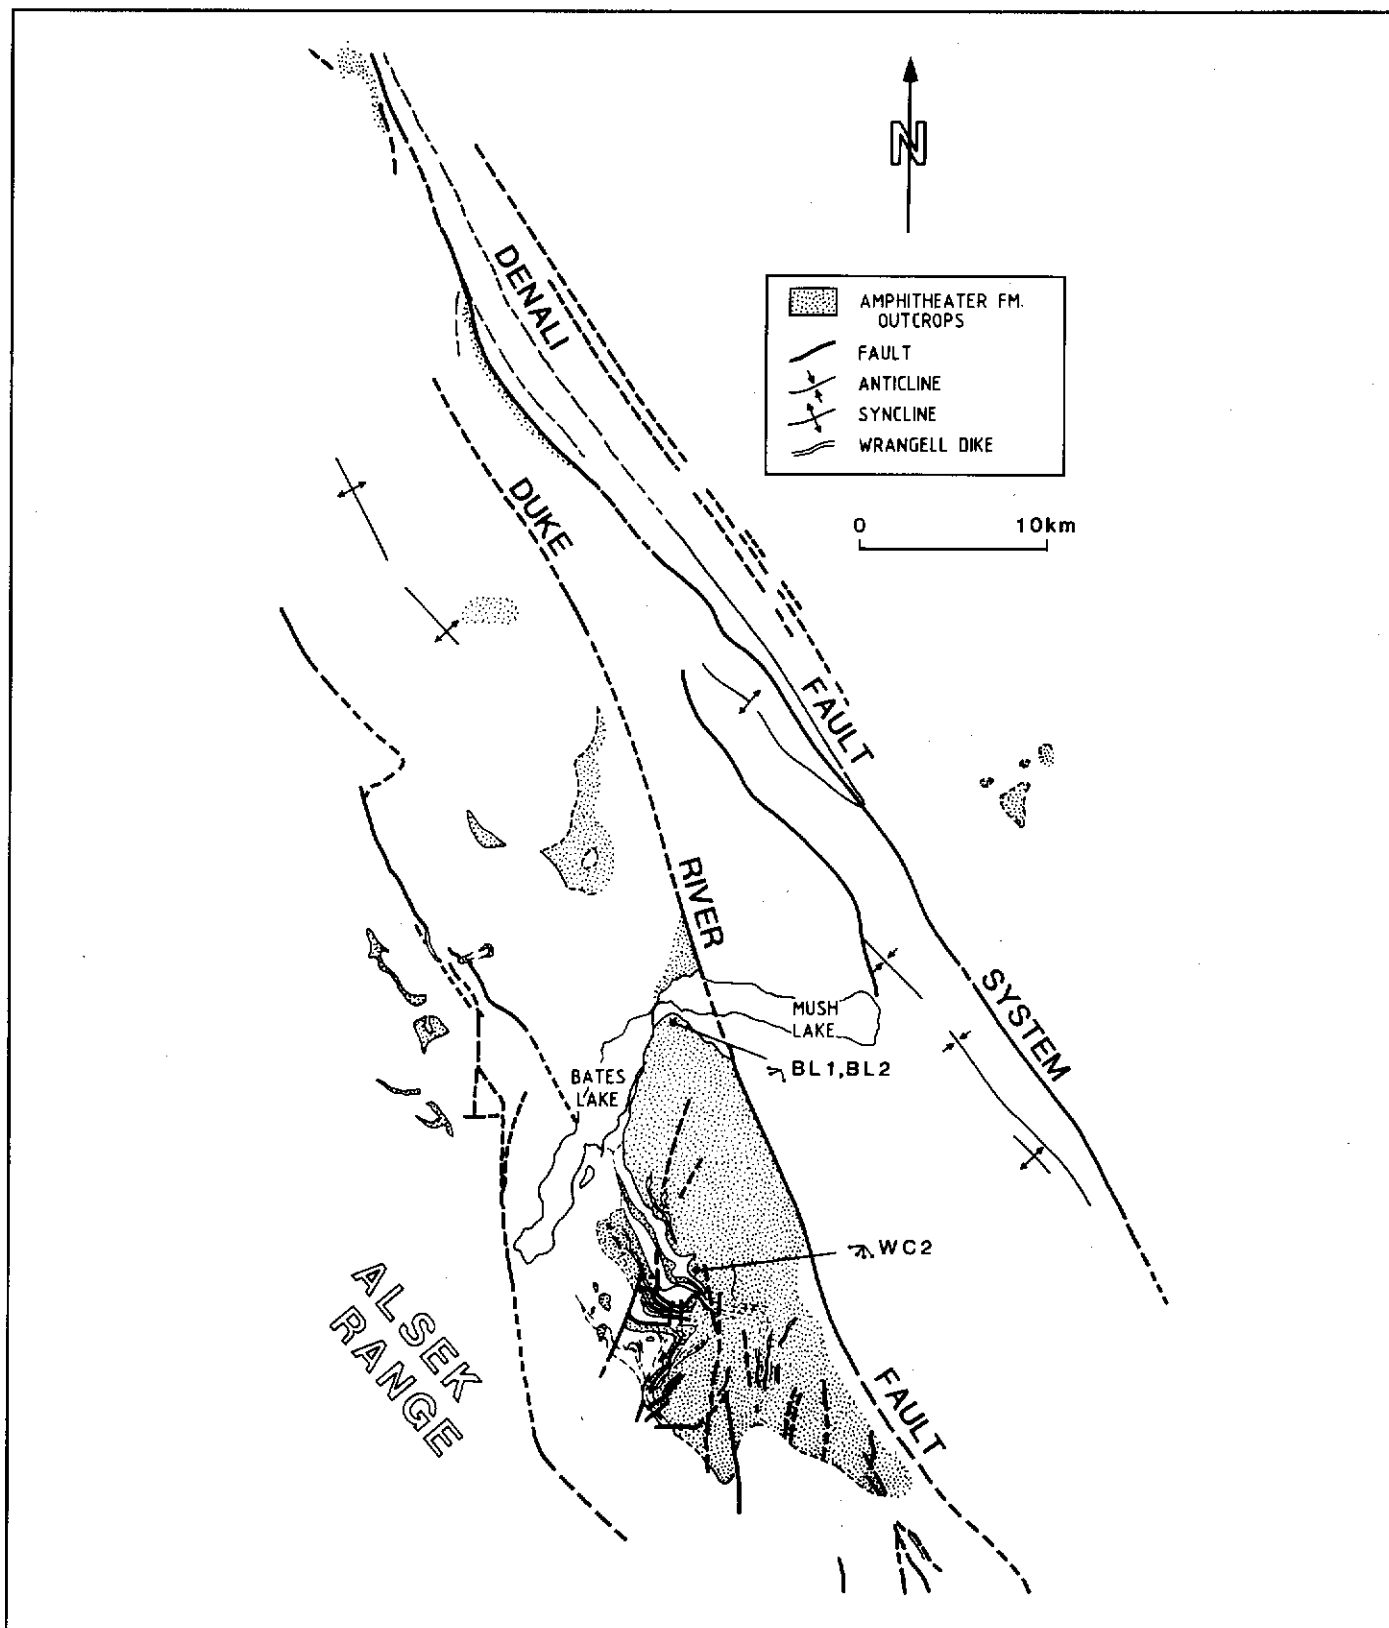 N
DENALI
AMPHITHEATER FM.
OUTCROPS
FAULT
ANTICLINE
SYNCLINE
WRANGELL DIKE
0 10km
DUKE
FAULT
RIVER
SYSTEM
MUSH
LAKE
BL1,BL2
BATES
LAKE
WC2
ALSEK
RANGE
FAULT